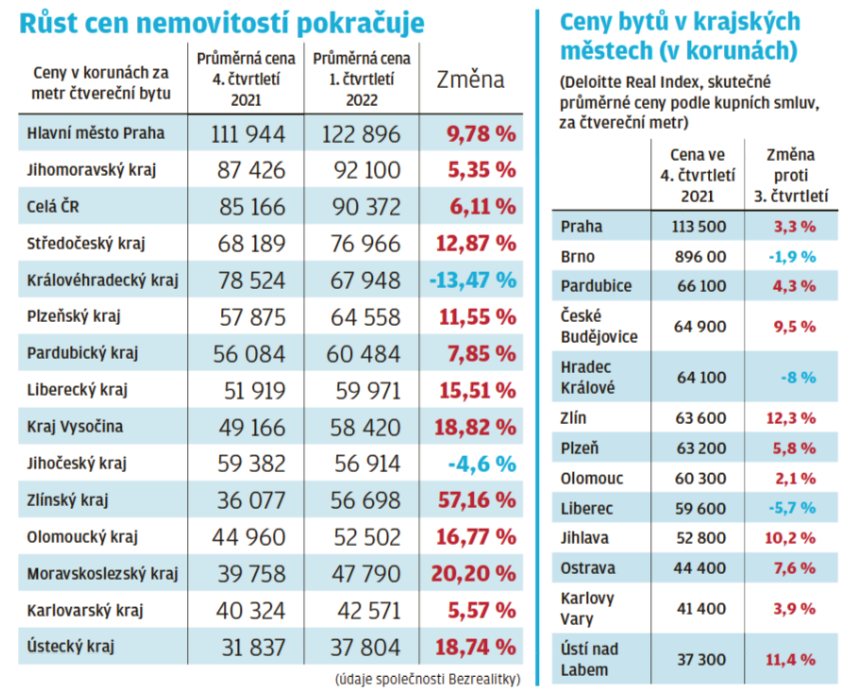 Růst cen nemovitostí pokračuje
Ceny v korunách za
metr čtvereční bytu
Průměrná cena
4. čtvrtletí
2021
Průměrná cena
1. čtvrtletí
2022
Změna
Hlavní město Praha 111 944 122 896 9,78 %
Jihomoravský kraj 87 426 92 100 5,35 %
Celá ČR 85 166 90 372 6,11 %
Středočeský kraj 68 189 76 966 12,87 %
Královéhradecký kraj 78 524 67 948 -13,47 %
Plzeňský kraj 57 875 64 558 11,55 %
Pardubický kraj 56 084 60 484 7,85 %
Liberecký kraj 51 919 59 971 15,51 %
Kraj Vysočina 49 166 58 420 18,82 %
Jihočeský kraj 59 382 56 914 -4,6 %
Zlínský kraj 36 077 56 698 57,16 %
Olomoucký kraj 44 960 52 502 16,77 %
Moravskoslezský kraj 39 758 47 790 20,20 %
Karlovarský kraj 40 324 42 571 5,57 %
Ústecký kraj 31 837 37 804 18,74 %
(údaje společnosti Bezrealitky)
Ceny bytů v krajských
městech (v korunách)
(Deloitte Real Index, skutečné
průměrné ceny podle kupních smluv,
za čtvereční metr)
Cena ve
4. čtvrtletí
2021
Změna
proti
3. čtvrtletí
Praha 113 500 3,3 %
Brno 896 00 -1,9 %
Pardubice 66 100 4,3 %
České
Budějovice 64 900 9,5 %
Hradec
Králové 64 100 -8 %
Zlín 63 600 12,3 %
Plzeň 63 200 5,8 %
Olomouc 60 300 2,1 %
Liberec 59 600 -5,7 %
Jihlava 52 800 10,2 %
Ostrava 44 400 7,6 %
Karlovy
Vary 41 400 3,9 %
Ústí nad
Labem 37 300 11,4 %